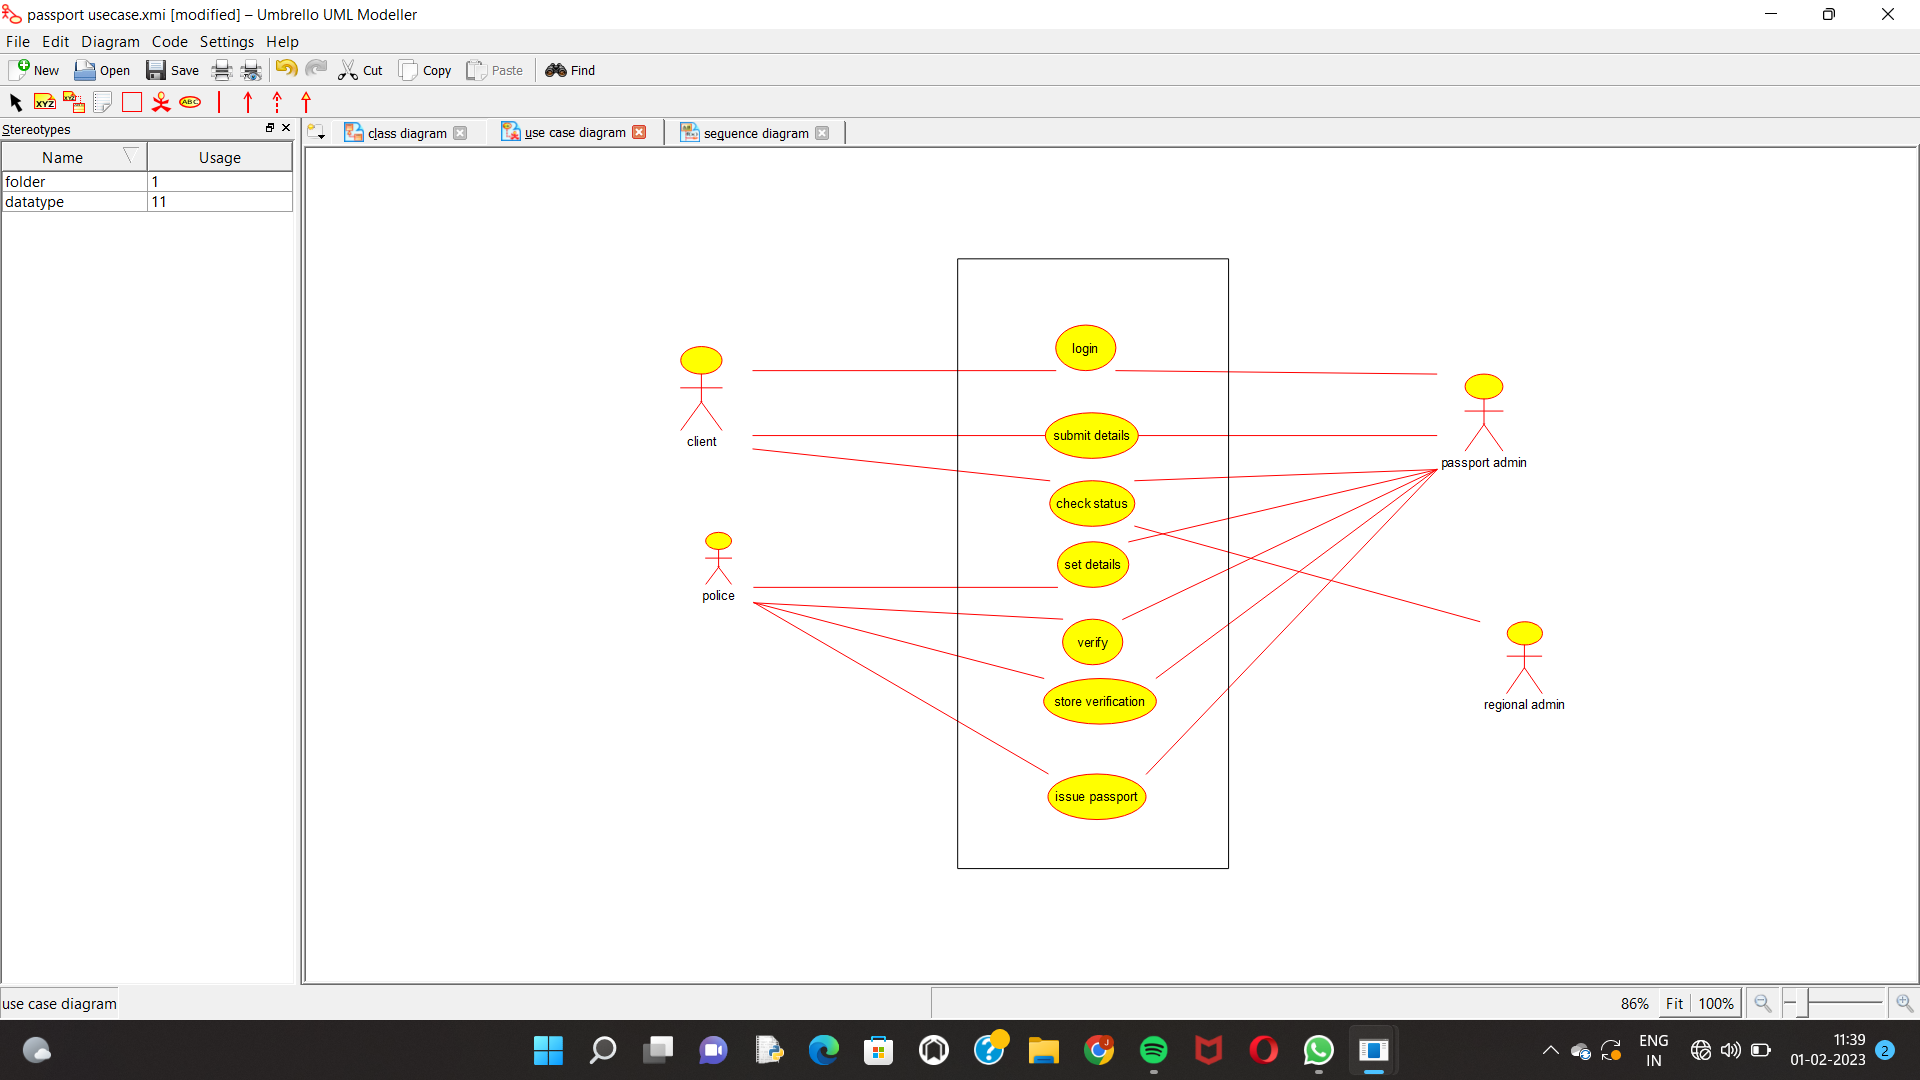 passport usecase.xmi [modified] – Umbrello UML Modeller
File Edit Diagram Code Settings Help
New Open Save Cut Copy Paste Find
XYZ XYZ ABC
Stereotypes
class diagram use case diagram sequence diagram
Name Usage
folder 1
datatype 11
login
client
submit details
passport admin
check status
set details
police
verify
store verification
regional admin
issue passport
use case diagram
86% Fit 100%
ENG
IN
11:39
01-02-2023
2
J